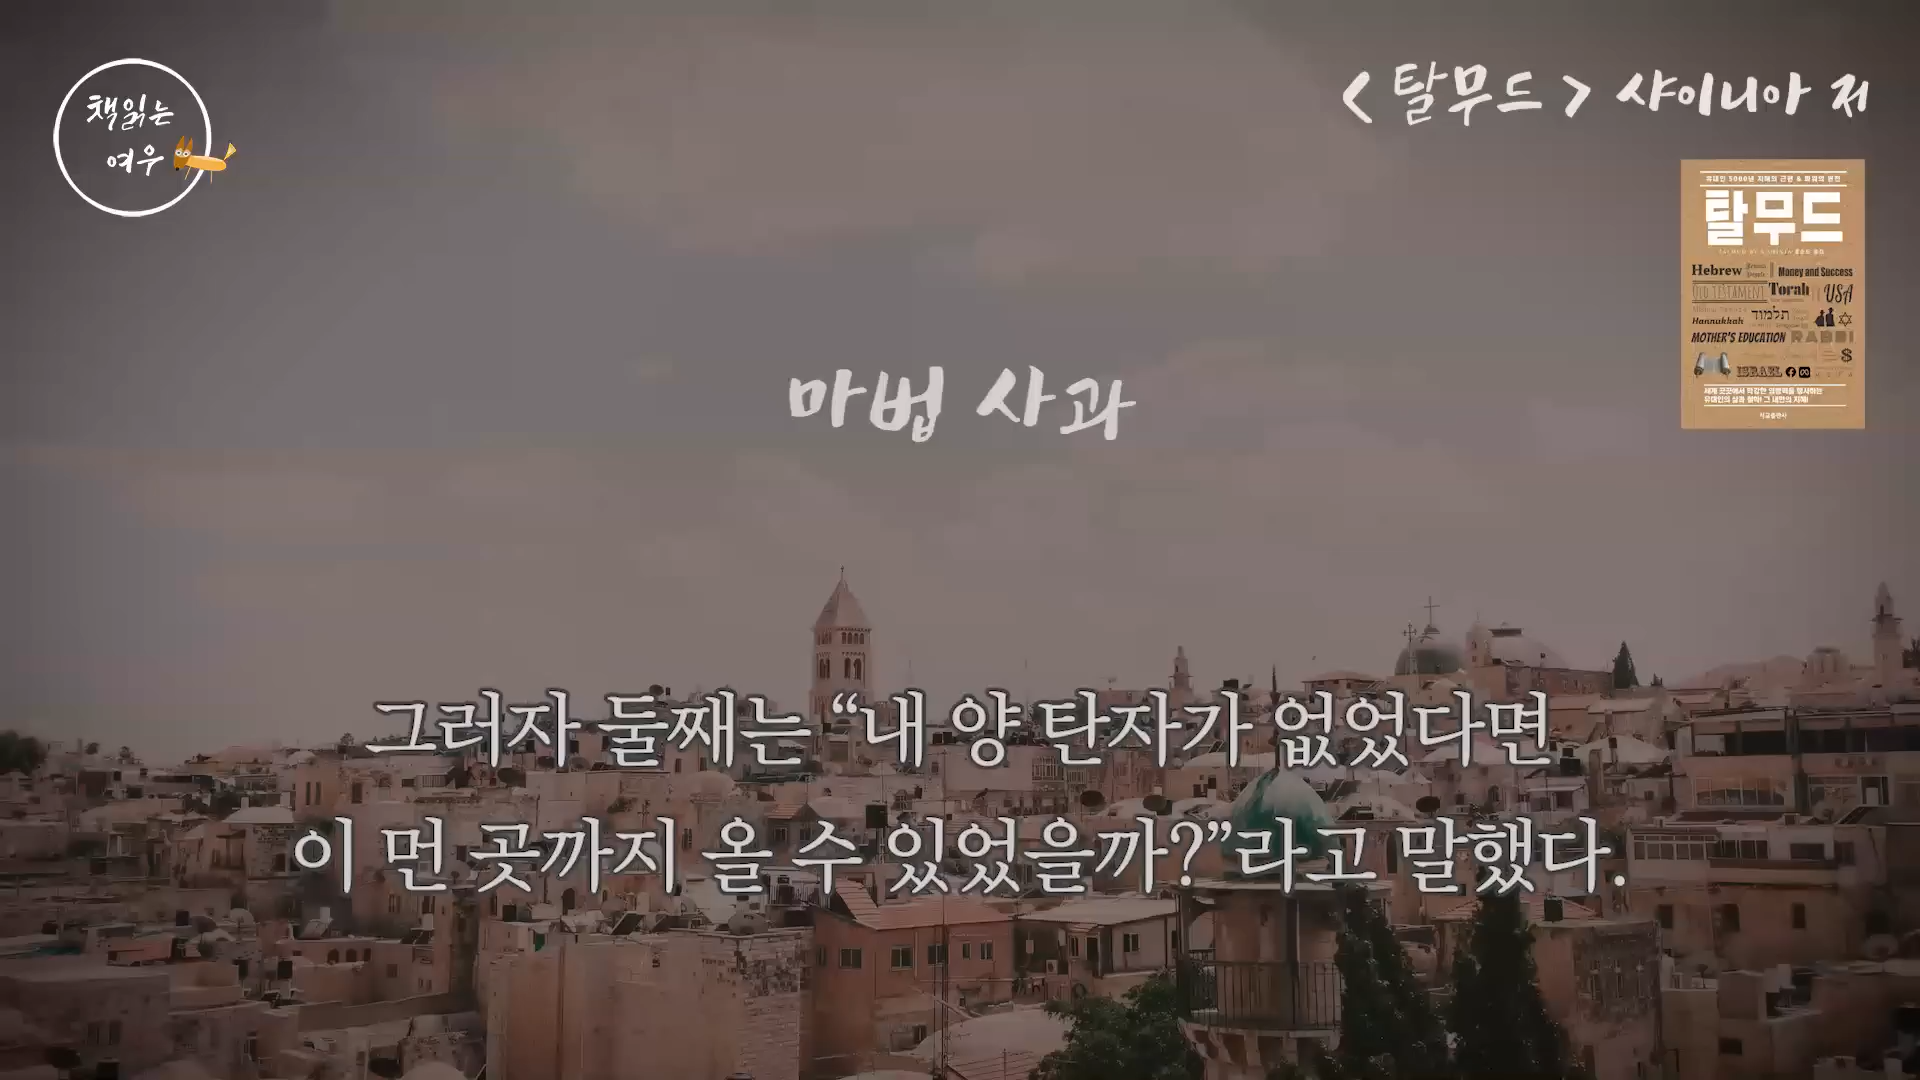 책읽는
여우
< 탈무드 > 샤이니아 저
탈무드
Hebrew
Money and Success
OLD TESTAMENT
Torah
USA
Hannukkah
תלמוד
MOTHER'S EDUCATION
RABBI
$
ISRAEL
마법 사과
그러자 둘째는 “내 양 탄자가 없었다면
이 먼 곳까지 올 수 있었을까?”라고 말했다.